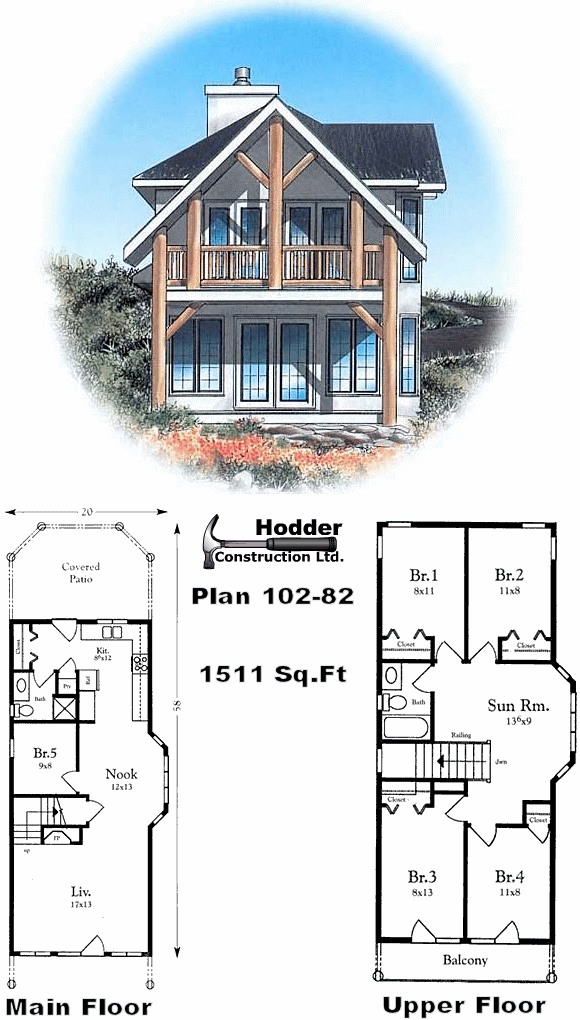 20
Hodder
Construction Ltd.
Plan 102-82
1511 Sq.Ft
58
Covered
Patio
Closet
Kit.
8⁶x12
Ptry
Ref
Bath
Br.5
9x8
Nook
12x13
up
FP
Liv.
17x13
Main Floor
Br.1
8x11
Br.2
11x8
Closet
Closet
Bath
Sun Rm.
13⁶x9
Railing
dwn
Closet
Closet
Br.3
8x13
Br.4
11x8
Balcony
Upper Floor